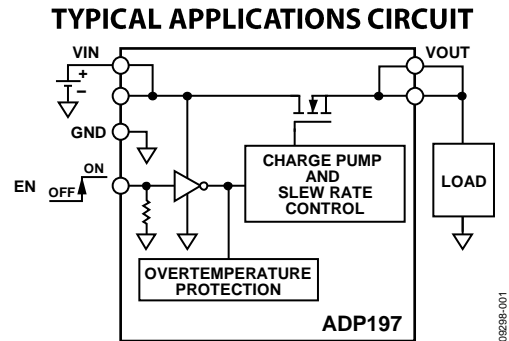 TYPICAL APPLICATIONS CIRCUIT
VIN
VOUT
+
–
GND
EN
OFF
ON
CHARGE PUMP
AND
SLEW RATE
CONTROL
LOAD
OVERTEMPERATURE
PROTECTION
ADP197
09298-001